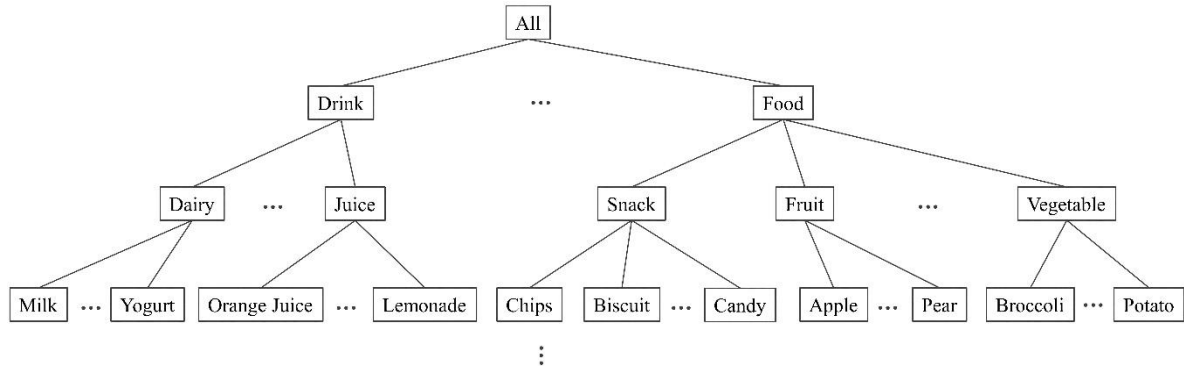 All
Drink ... Food
Dairy ... Juice Snack Fruit ... Vegetable
Milk ... Yogurt Orange Juice ... Lemonade Chips Biscuit ... Candy Apple ... Pear Broccoli ... Potato
⋮